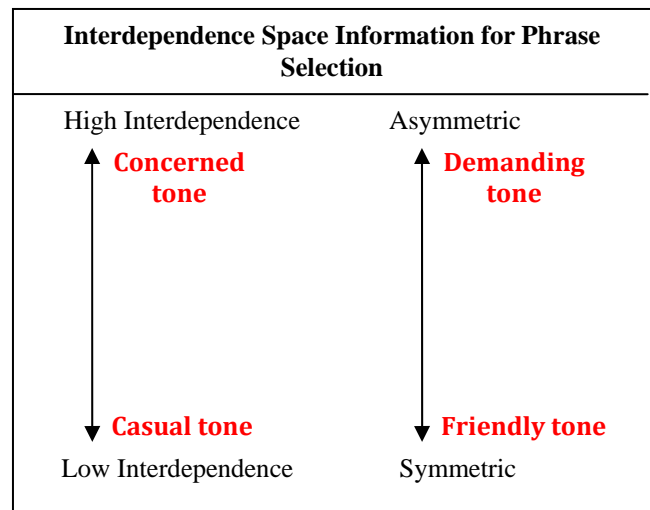 Interdependence Space Information for Phrase
Selection
High Interdependence
Asymmetric
Concerned
tone
Demanding
tone
Casual tone
Friendly tone
Low Interdependence
Symmetric